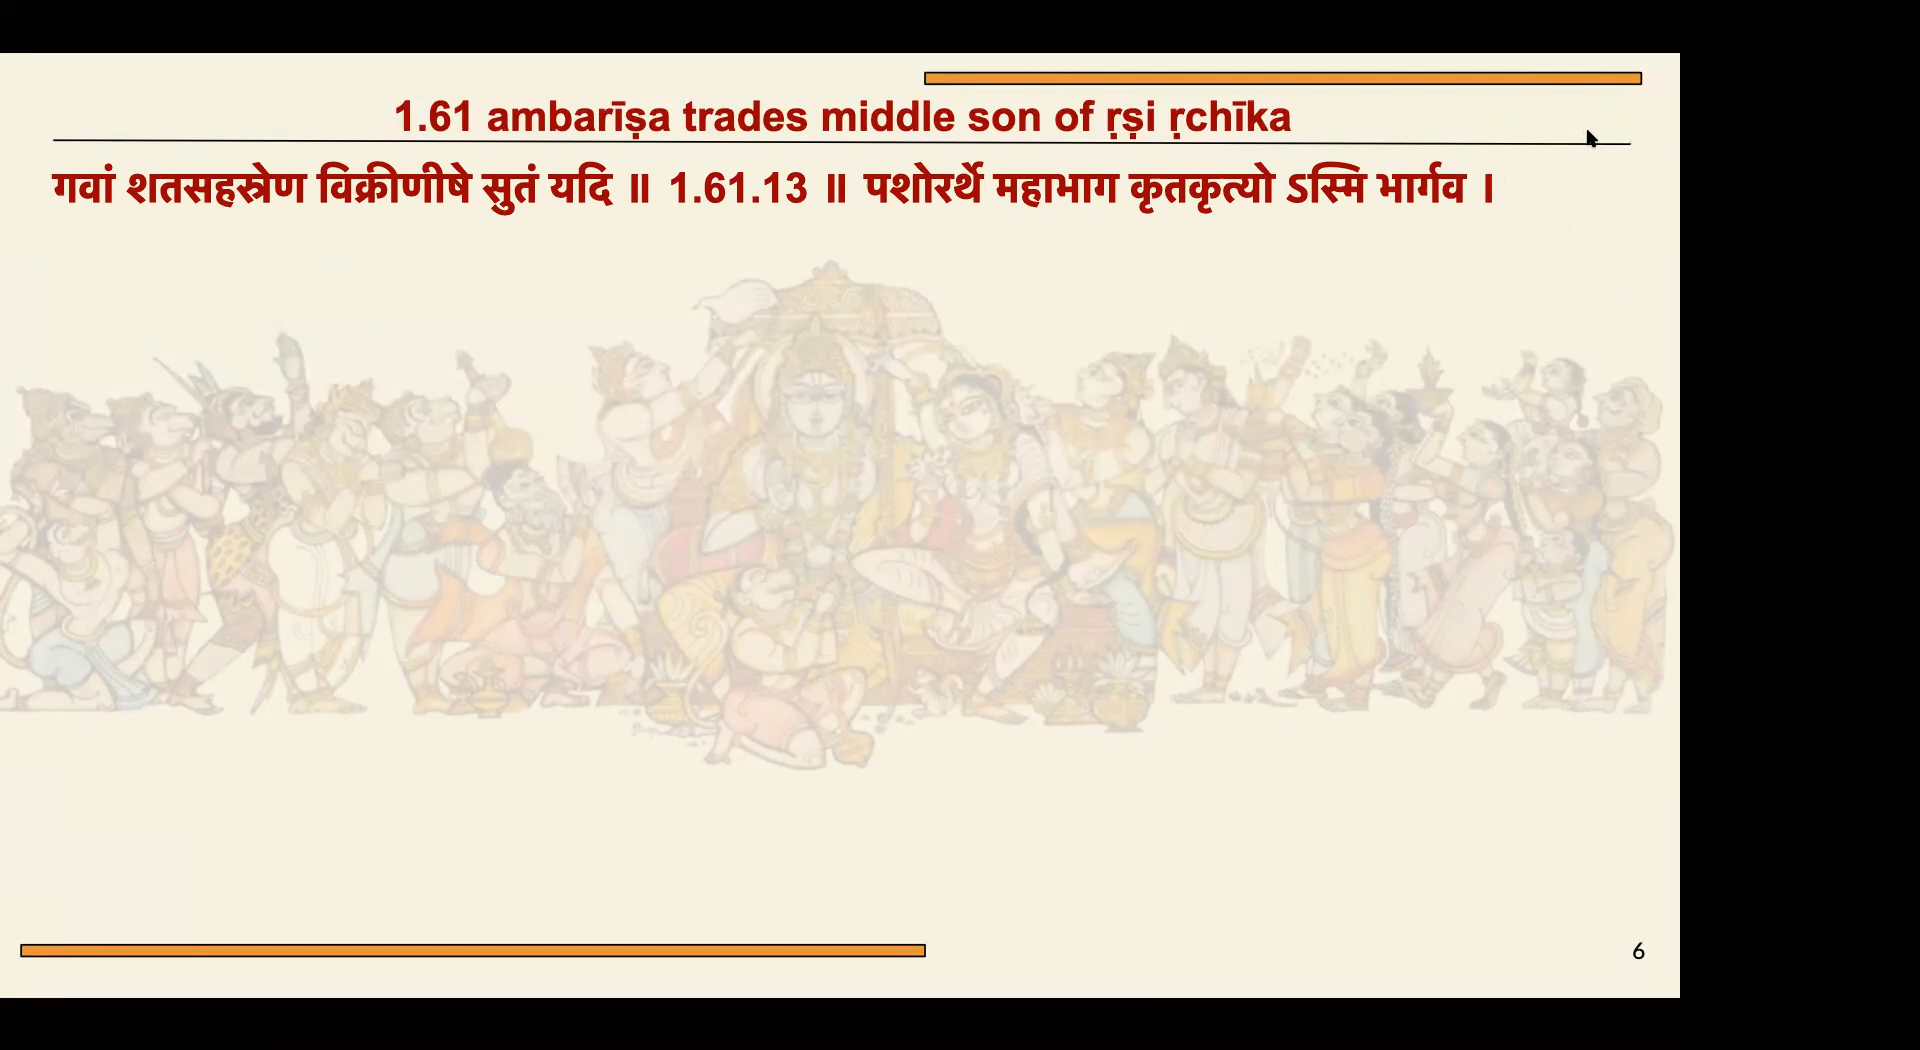 1.61 ambarīṣa trades middle son of ṛṣi ṛchīka
गवां शतसहस्रेण विक्रीणीषे सुतं यदि ॥ 1.61.13 ॥ पशोरर्थे महाभाग कृतकृत्यो ऽस्मि भार्गव ।
6